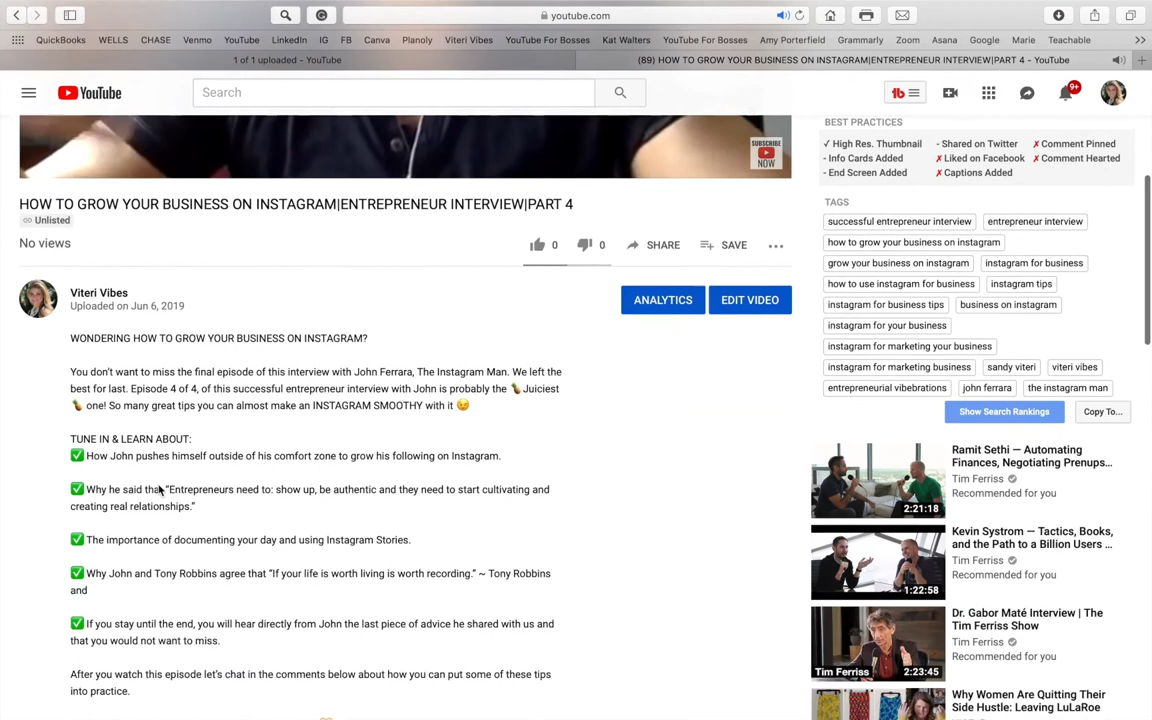 youtube.com
QuickBooks WELLS CHASE Venmo YouTube LinkedIn IG FB Canva Planoly Viteri Vibes YouTube For Bosses Kat Walters YouTube For Bosses Amy Porterfield Grammarly Zoom Asana Google Marie Teachable
1 of 1 uploaded - YouTube
(89) HOW TO GROW YOUR BUSINESS ON INSTAGRAM|ENTREPRENEUR INTERVIEW|PART 4 - YouTube
YouTube
Search
tb
9+
SUBSCRIBE
NOW
HOW TO GROW YOUR BUSINESS ON INSTAGRAM|ENTREPRENEUR INTERVIEW|PART 4
Unlisted
No views
0 0 SHARE SAVE
Viteri Vibes
Uploaded on Jun 6, 2019
ANALYTICS EDIT VIDEO
WONDERING HOW TO GROW YOUR BUSINESS ON INSTAGRAM?
You don't want to miss the final episode of this interview with John Ferrara, The Instagram Man. We left the
best for last. Episode 4 of 4, of this successful entrepreneur interview with John is probably the 🍍Juiciest
🍍 one! So many great tips you can almost make an INSTAGRAM SMOOTHY with it 😉
TUNE IN & LEARN ABOUT:
✅ How John pushes himself outside of his comfort zone to grow his following on Instagram.
✅ Why he said that "Entrepreneurs need to: show up, be authentic and they need to start cultivating and
creating real relationships."
✅ The importance of documenting your day and using Instagram Stories.
✅ Why John and Tony Robbins agree that "If your life is worth living is worth recording." ~ Tony Robbins
and
✅ If you stay until the end, you will hear directly from John the last piece of advice he shared with us and
that you would not want to miss.
After you watch this episode let's chat in the comments below about how you can put some of these tips
into practice.
BEST PRACTICES
✓ High Res. Thumbnail - Shared on Twitter ✗ Comment Pinned
- Info Cards Added ✗ Liked on Facebook ✗ Comment Hearted
- End Screen Added ✗ Captions Added
TAGS
successful entrepreneur interview entrepreneur interview
how to grow your business on instagram
grow your business on instagram instagram for business
how to use instagram for business instagram tips
instagram for business tips business on instagram
instagram for your business
instagram for marketing your business
instagram for marketing business sandy viteri viteri vibes
entrepreneurial vibebrations john ferrara the instagram man
Show Search Rankings Copy To...
Ramit Sethi — Automating
Finances, Negotiating Prenups...
Tim Ferriss
Recommended for you
2:21:18
Kevin Systrom — Tactics, Books,
and the Path to a Billion Users ...
Tim Ferriss
Recommended for you
1:22:58
Dr. Gabor Maté Interview | The
Tim Ferriss Show
Tim Ferriss
Recommended for you
Tim Ferriss 2:23:45
Why Women Are Quitting Their
Side Hustle: Leaving LuLaRoe